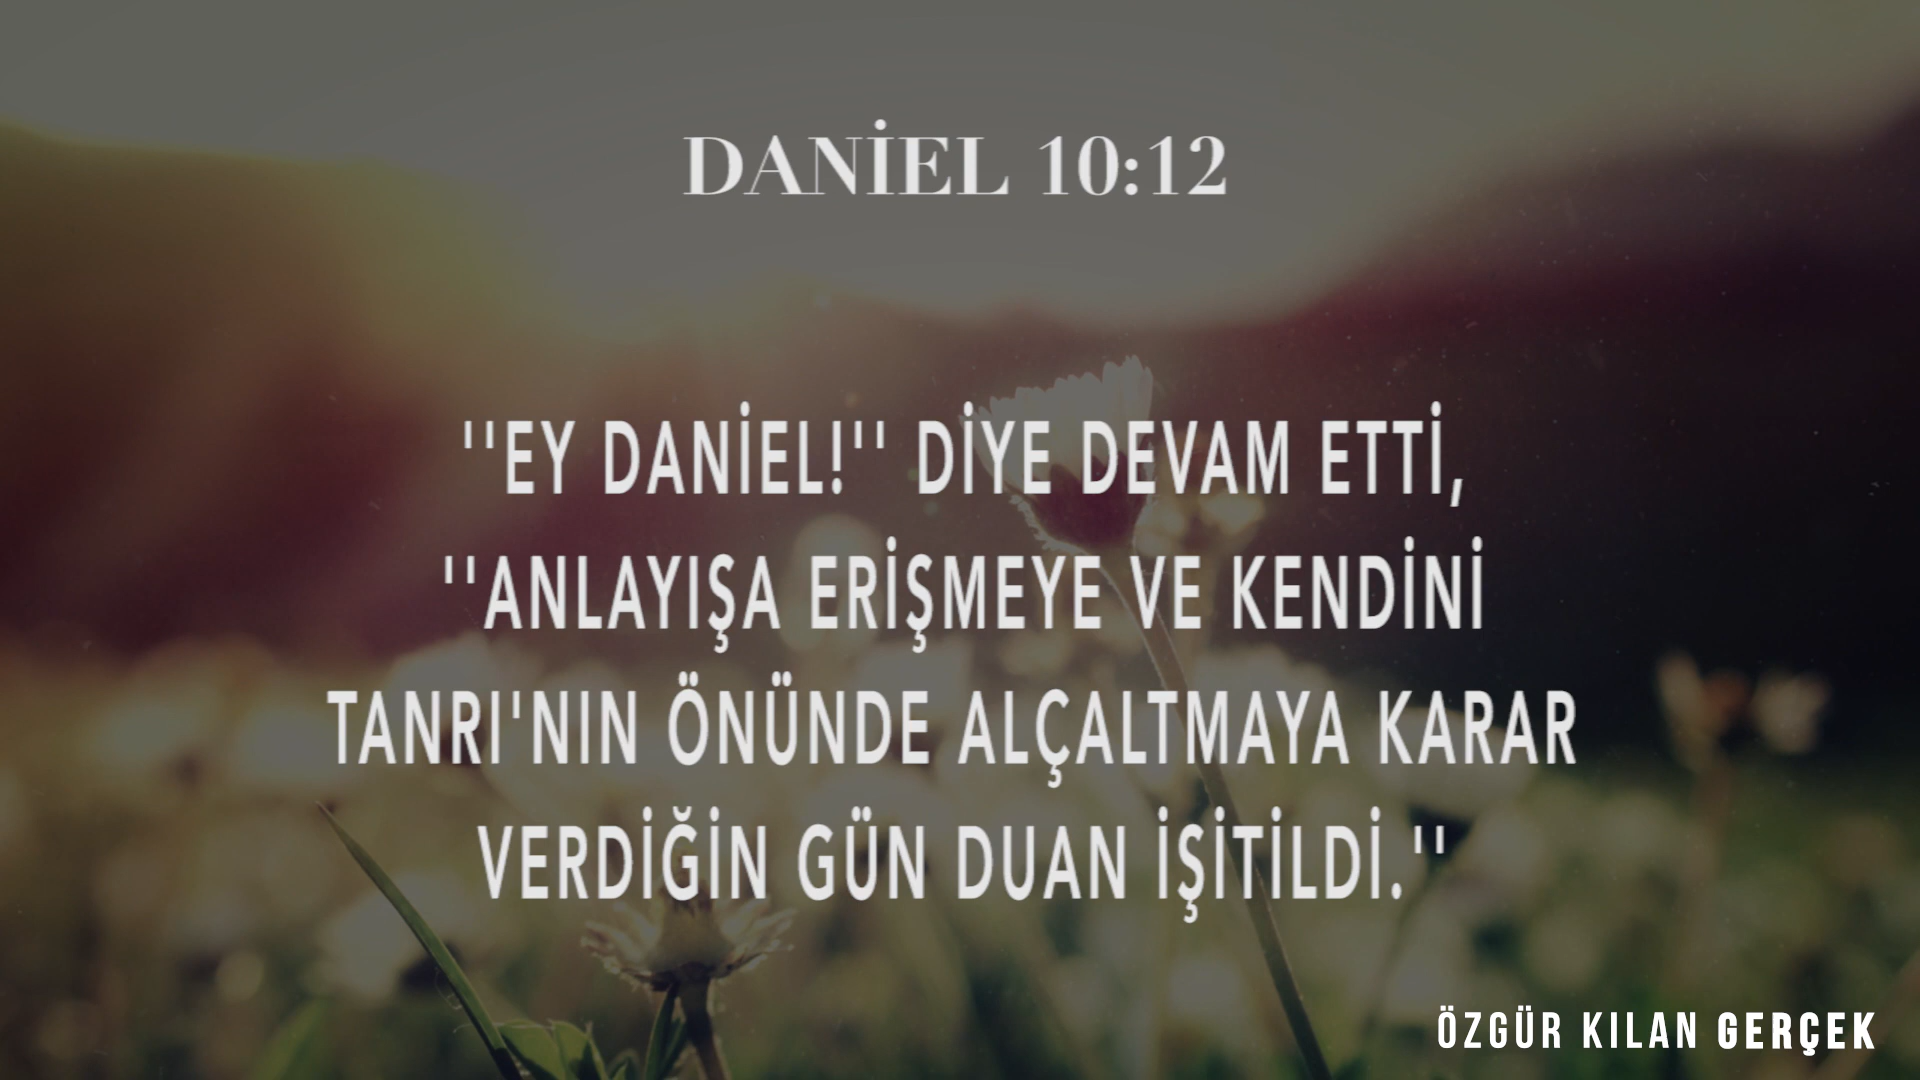 DANİEL 10:12
''EY DANİEL!'' DİYE DEVAM ETTİ,
''ANLAYIŞA ERİŞMEYE VE KENDİNİ
TANRI'NIN ÖNÜNDE ALÇALTMAYA KARAR
VERDİĞİN GÜN DUAN İŞİTİLDİ.''
ÖZGÜR KILAN GERÇEK